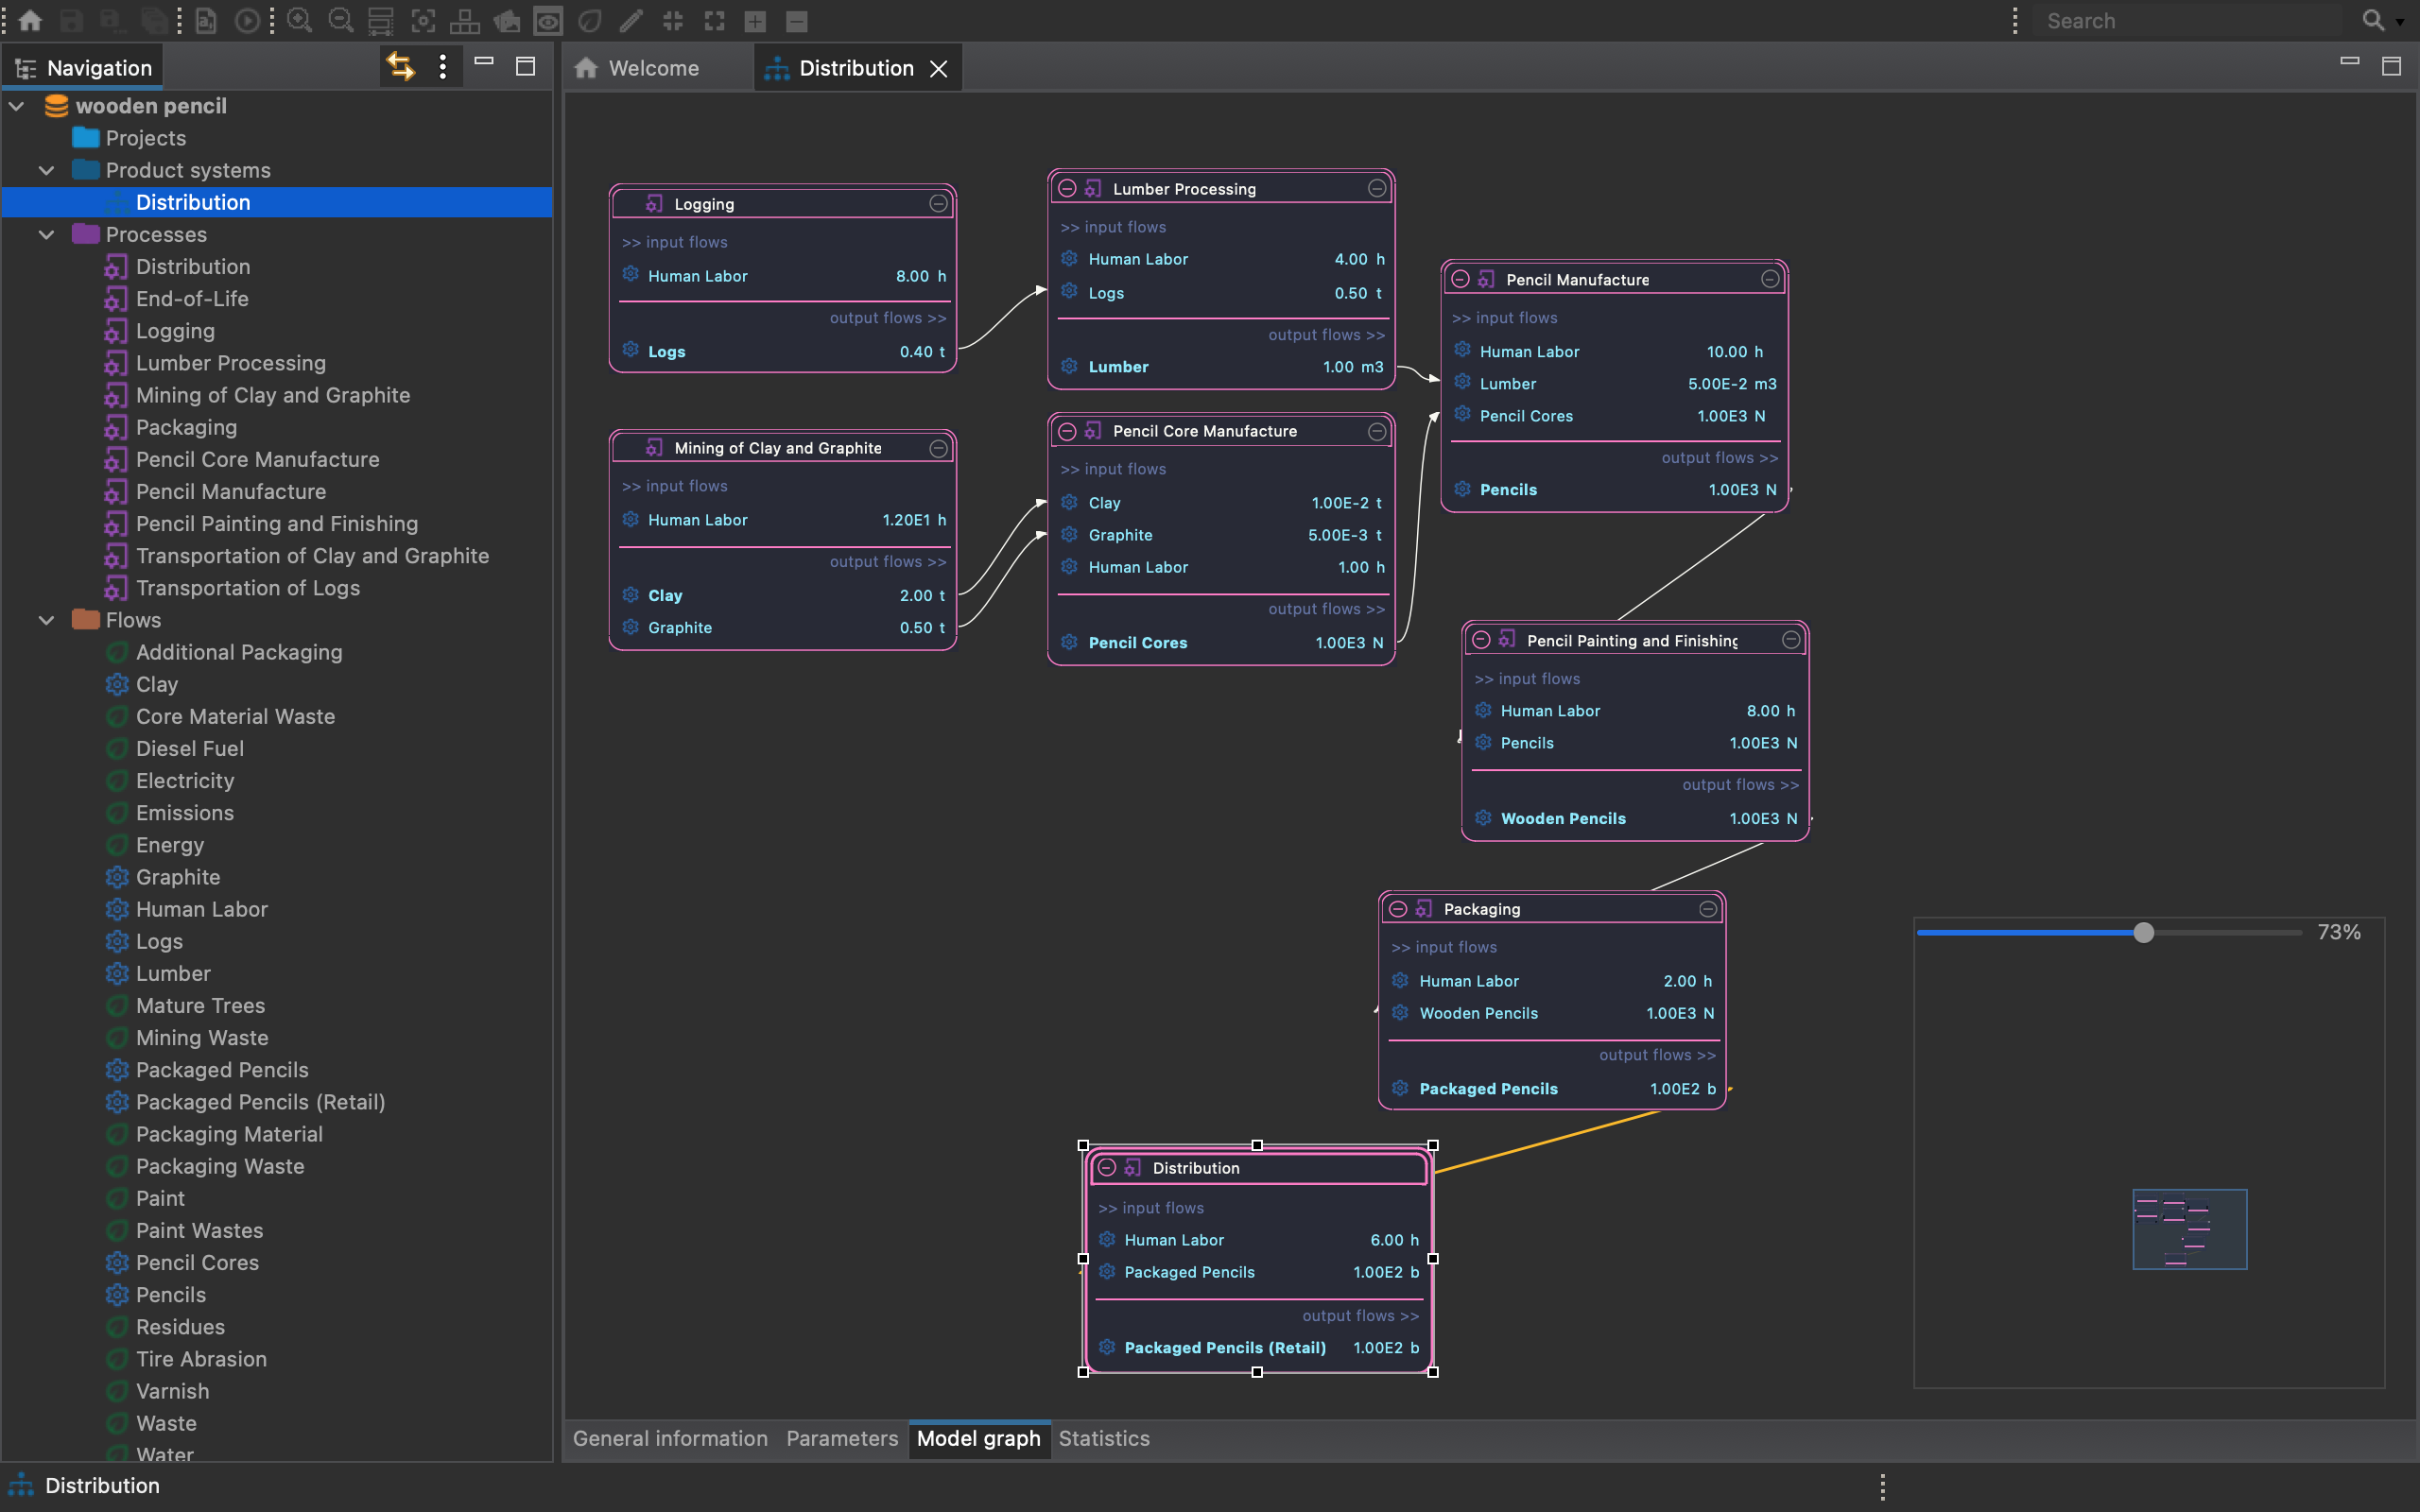 Search
Navigation
Welcome
Distribution
wooden pencil
Projects
Product systems
Distribution
Processes
Distribution
End-of-Life
Logging
Lumber Processing
Mining of Clay and Graphite
Packaging
Pencil Core Manufacture
Pencil Manufacture
Pencil Painting and Finishing
Transportation of Clay and Graphite
Transportation of Logs
Flows
Additional Packaging
Clay
Core Material Waste
Diesel Fuel
Electricity
Emissions
Energy
Graphite
Human Labor
Logs
Lumber
Mature Trees
Mining Waste
Packaged Pencils
Packaged Pencils (Retail)
Packaging Material
Packaging Waste
Paint
Paint Wastes
Pencil Cores
Pencils
Residues
Tire Abrasion
Varnish
Waste
Water
Logging
>> input flows
Human Labor 8.00 h
output flows >>
Logs 0.40 t
Lumber Processing
>> input flows
Human Labor 4.00 h
Logs 0.50 t
output flows >>
Lumber 1.00 m3
Pencil Manufacture
>> input flows
Human Labor 10.00 h
Lumber 5.00E-2 m3
Pencil Cores 1.00E3 N
output flows >>
Pencils 1.00E3 N
Mining of Clay and Graphite
>> input flows
Human Labor 1.20E1 h
output flows >>
Clay 2.00 t
Graphite 0.50 t
Pencil Core Manufacture
>> input flows
Clay 1.00E-2 t
Graphite 5.00E-3 t
Human Labor 1.00 h
output flows >>
Pencil Cores 1.00E3 N
Pencil Painting and Finishing
>> input flows
Human Labor 8.00 h
Pencils 1.00E3 N
output flows >>
Wooden Pencils 1.00E3 N
Packaging
>> input flows
Human Labor 2.00 h
Wooden Pencils 1.00E3 N
output flows >>
Packaged Pencils 1.00E2 b
73%
Distribution
>> input flows
Human Labor 6.00 h
Packaged Pencils 1.00E2 b
output flows >>
Packaged Pencils (Retail) 1.00E2 b
General information Parameters Model graph Statistics
Distribution